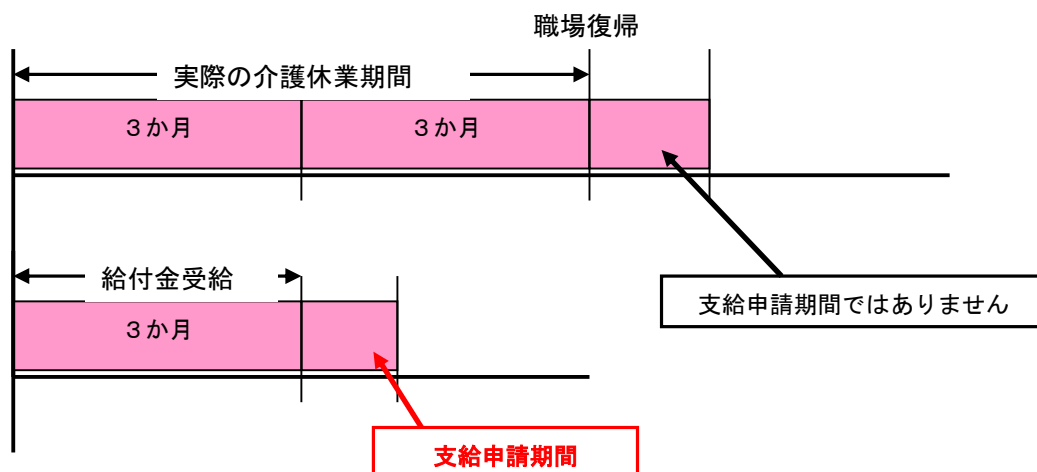 職場復帰
実際の介護休業期間
３か月
３か月
給付金受給
支給申請期間ではありません
３か月
支給申請期間